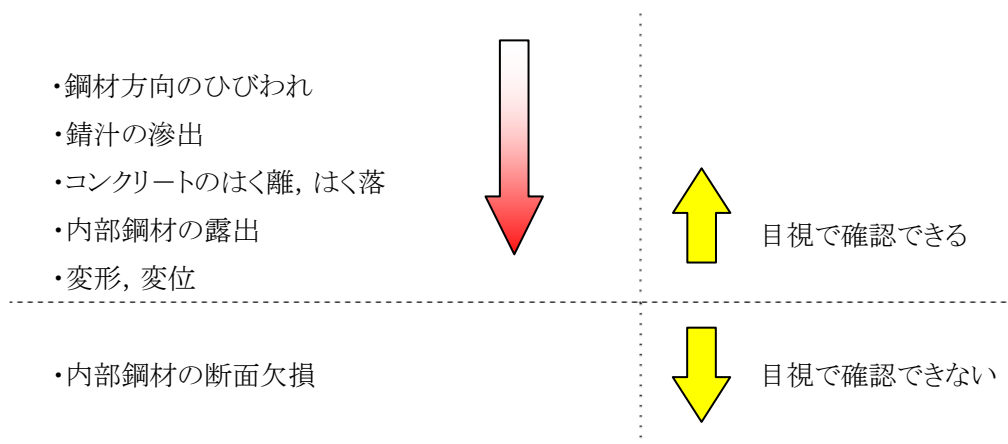 ・鋼材方向のひびわれ
・錆汁の滲出
・コンクリートのはく離，はく落
・内部鋼材の露出
目視で確認できる
・変形，変位
・内部鋼材の断面欠損
目視で確認できない